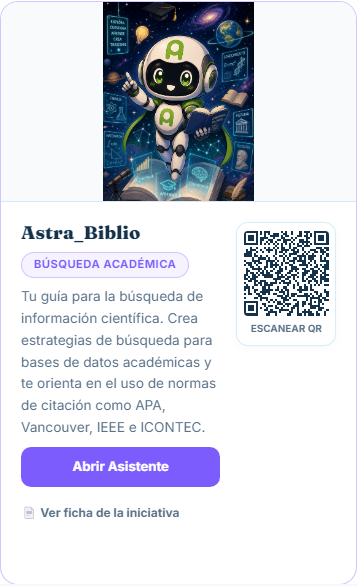 Astra_Biblio
BÚSQUEDA ACADÉMICA
Tu guía para la búsqueda de
información científica. Crea
estrategias de búsqueda para
bases de datos académicas y
te orienta en el uso de normas
de citación como APA,
Vancouver, IEEE e ICONTEC.
ESCANEAR QR
Abrir Asistente
Ver ficha de la iniciativa